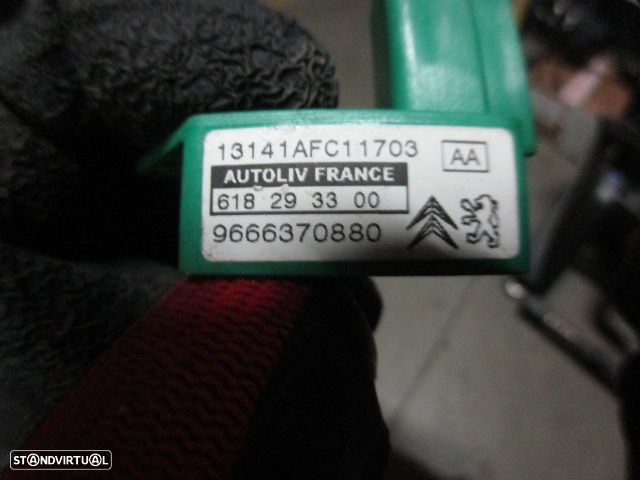 13141AFC11703 AA
AUTOLIV FRANCE
618 29 33 00
9666370880
STANDVIRTUAL